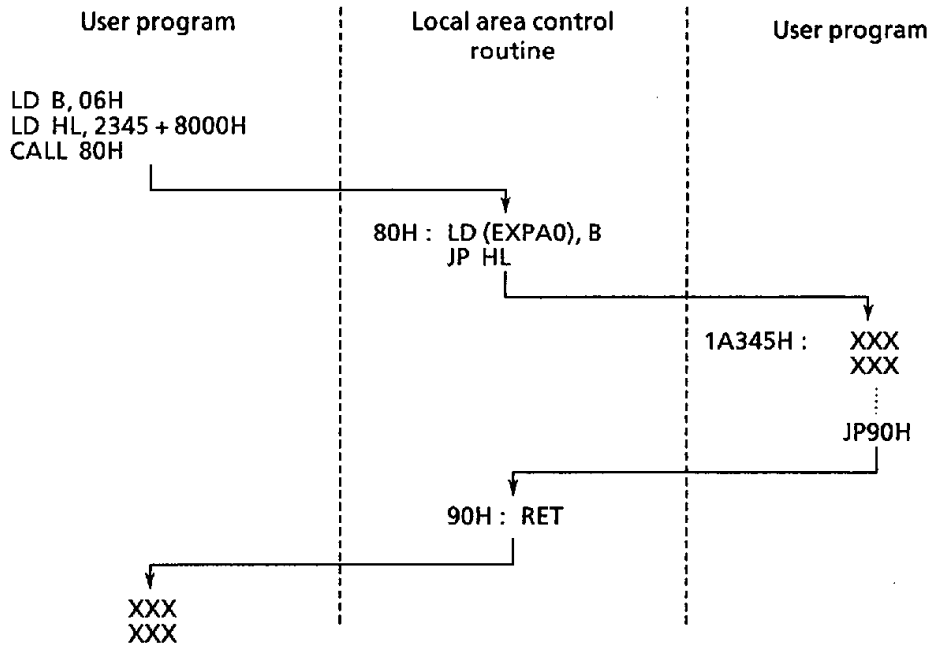 User program
Local area control
routine
User program
LD B, 06H
LD HL, 2345 + 8000H
CALL 80H
80H : LD (EXPA0), B
JP HL
1A345H : XXX
XXX
JP90H
90H : RET
XXX
XXX